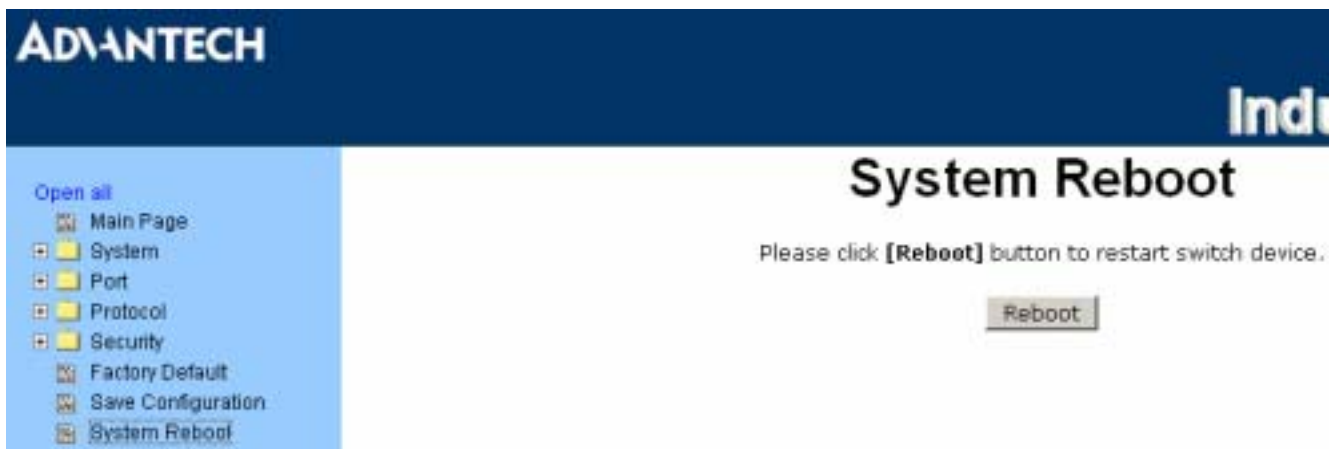 ADVANTECH
Indu
Open all
Main Page
System
Port
Protocol
Security
Factory Default
Save Configuration
System Reboot
System Reboot
Please click [Reboot] button to restart switch device.
Reboot